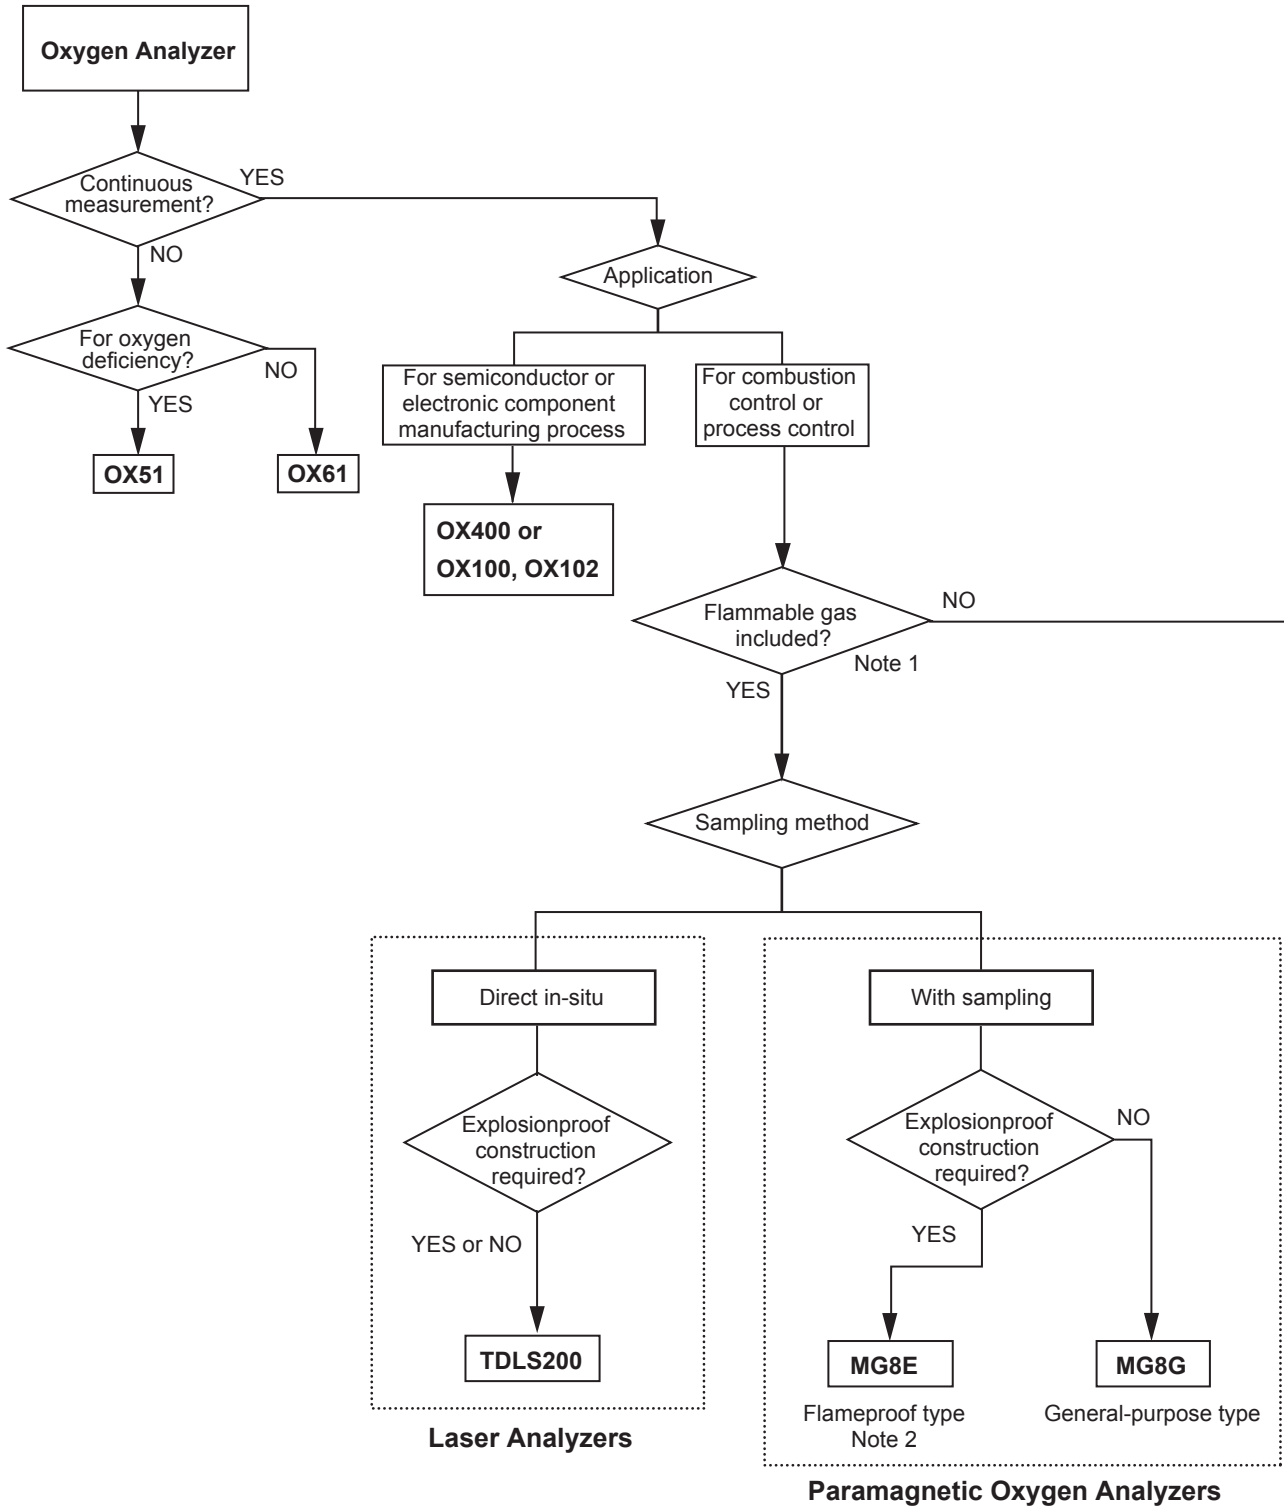 Oxygen Analyzer
Continuous
measurement?
YES
NO
Application
For oxygen
deficiency?
NO
YES
OX51
OX61
For semiconductor or
electronic component
manufacturing process
For combustion
control or
process control
OX400 or
OX100, OX102
Flammable gas
included?
NO
Note 1
YES
Sampling method
Direct in-situ
With sampling
Explosionproof
construction
required?
YES or NO
Explosionproof
construction
required?
NO
YES
TDLS200
MG8E
MG8G
Flameproof type
Note 2
General-purpose type
Laser Analyzers
Paramagnetic Oxygen Analyzers